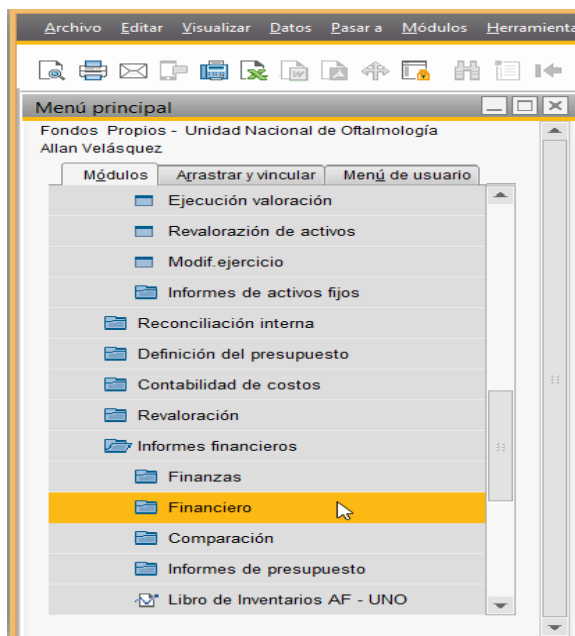 Archivo Editar Visualizar Datos Pasar a Módulos Herramienta
Menú principal
Fondos Propios - Unidad Nacional de Oftalmología
Allan Velásquez
Módulos Arrastrar y vincular Menú de usuario
Ejecución valoración
Revalorazión de activos
Modif.ejercicio
Informes de activos fijos
Reconciliación interna
Definición del presupuesto
Contabilidad de costos
Revaloración
Informes financieros
Finanzas
Financiero
Comparación
Informes de presupuesto
Libro de Inventarios AF - UNO